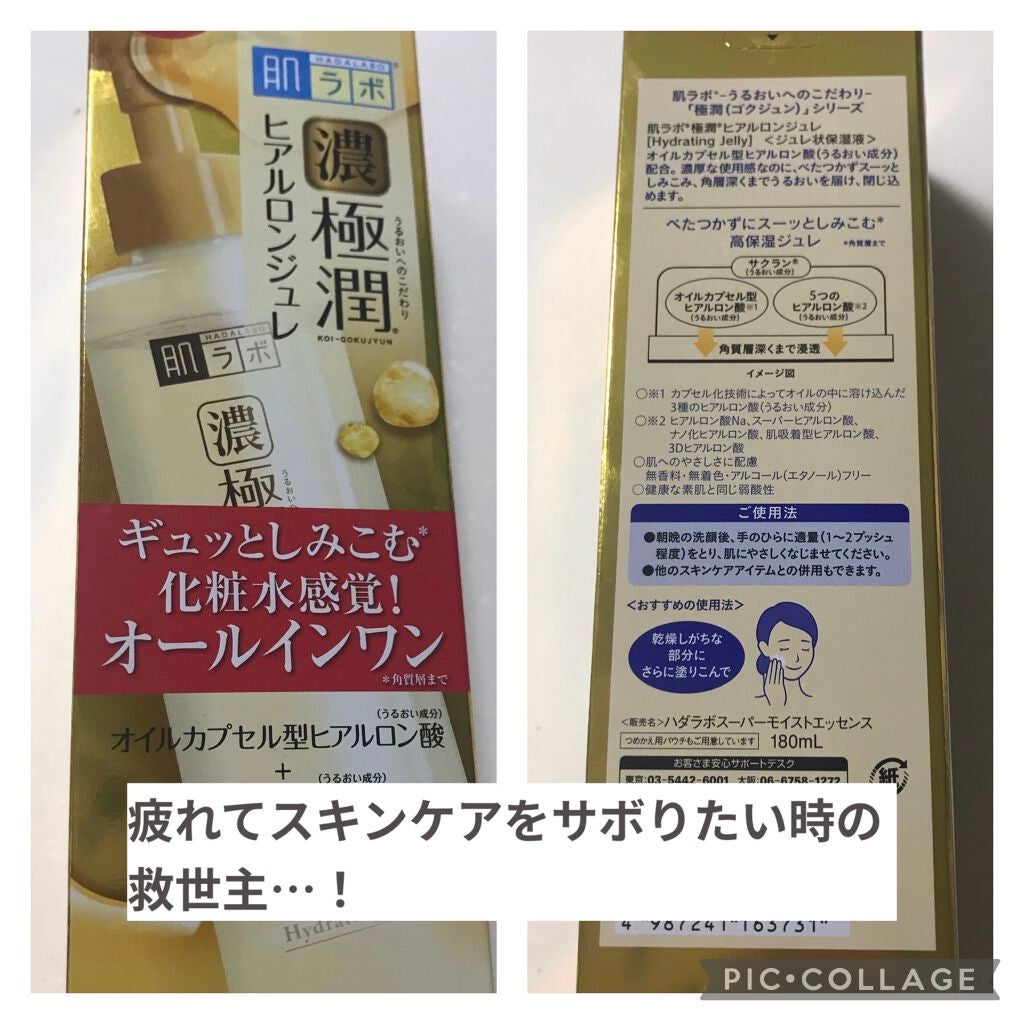 肌ラボ®
HADALABO
濃極潤®
うるおいへのこだわり
KOI-GOKUJYUN
ヒアルロンジュレ
HADALABO
肌ラボ
濃極
うるおいへ
ギュッとしみこむ*
化粧水感覚!
オールインワン
*角質層まで
(うるおい成分)
オイルカプセル型ヒアルロン酸
+
(うるおい成分)
肌ラボ®-うるおいへのこだわり-
「極潤(ゴクジュン)」シリーズ
肌ラボ®極潤®ヒアルロンジュレ
[Hydrating Jelly] <ジュレ状保湿液>
オイルカプセル型ヒアルロン酸(うるおい成分)
配合。濃厚な使用感なのに、べたつかずスーッと
しみこみ、角層深くまでうるおいを届け、閉じ込
めます。
べたつかずにスーッとしみこむ*
高保湿ジュレ *角質層まで
サクラン®
(うるおい成分)
オイルカプセル型
ヒアルロン酸※1
(うるおい成分)
5つの
ヒアルロン酸※2
(うるおい成分)
角質層深くまで浸透
イメージ図
○※1 カプセル化技術によってオイルの中に溶け込んだ
3種のヒアルロン酸(うるおい成分)
○※2 ヒアルロン酸Na、スーパーヒアルロン酸、
ナノ化ヒアルロン酸、肌吸着型ヒアルロン酸、
3Dヒアルロン酸
○肌へのやさしさに配慮
無香料・無着色・アルコール(エタノール)フリー
○健康な素肌と同じ弱酸性
ご使用法
●朝晩の洗顔後、手のひらに適量(1〜2プッシュ
程度)をとり、肌にやさしくなじませてください。
●他のスキンケアアイテムとの併用もできます。
<おすすめの使用法>
乾燥しがちな
部分に
さらに塗りこんで
<販売名>ハダラボスーパーモイストエッセンス
つめかえ用パウチもご用意しています 180mL
お客さま安心サポートデスク
東京:03-5442-6001 大阪:06-6758-1272
紙
疲れてスキンケアをサボりたい時の
救世主…!
4 987241 163731
PIC•COLLAGE